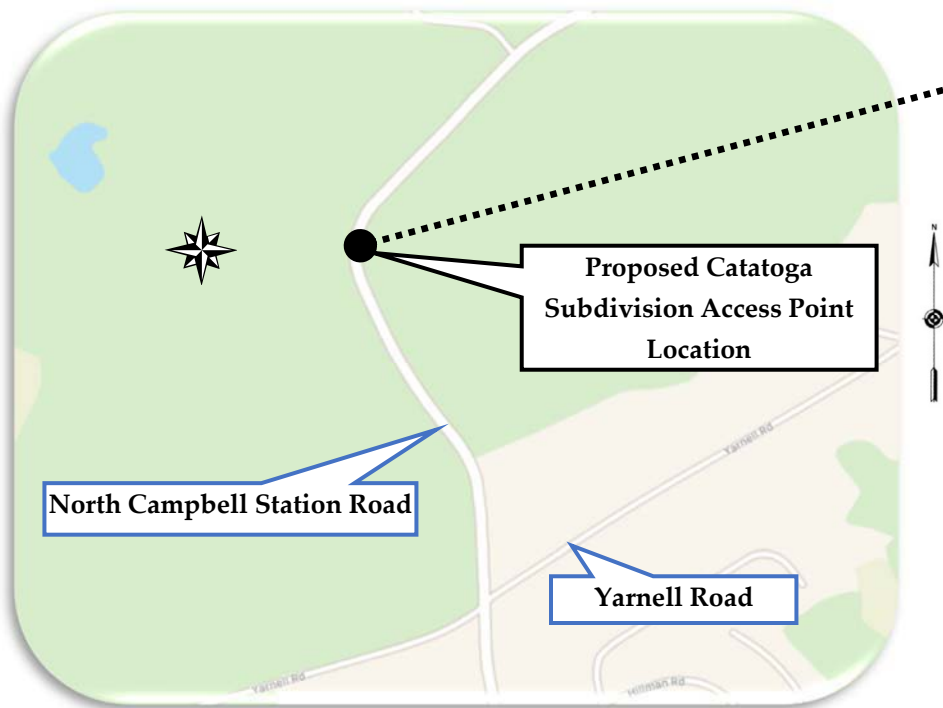 N
Proposed Catatoga
Subdivision Access Point
Location
Yarnell Rd
North Campbell Station Road
Yarnell Road
Yarnell Rd
Hillman Rd